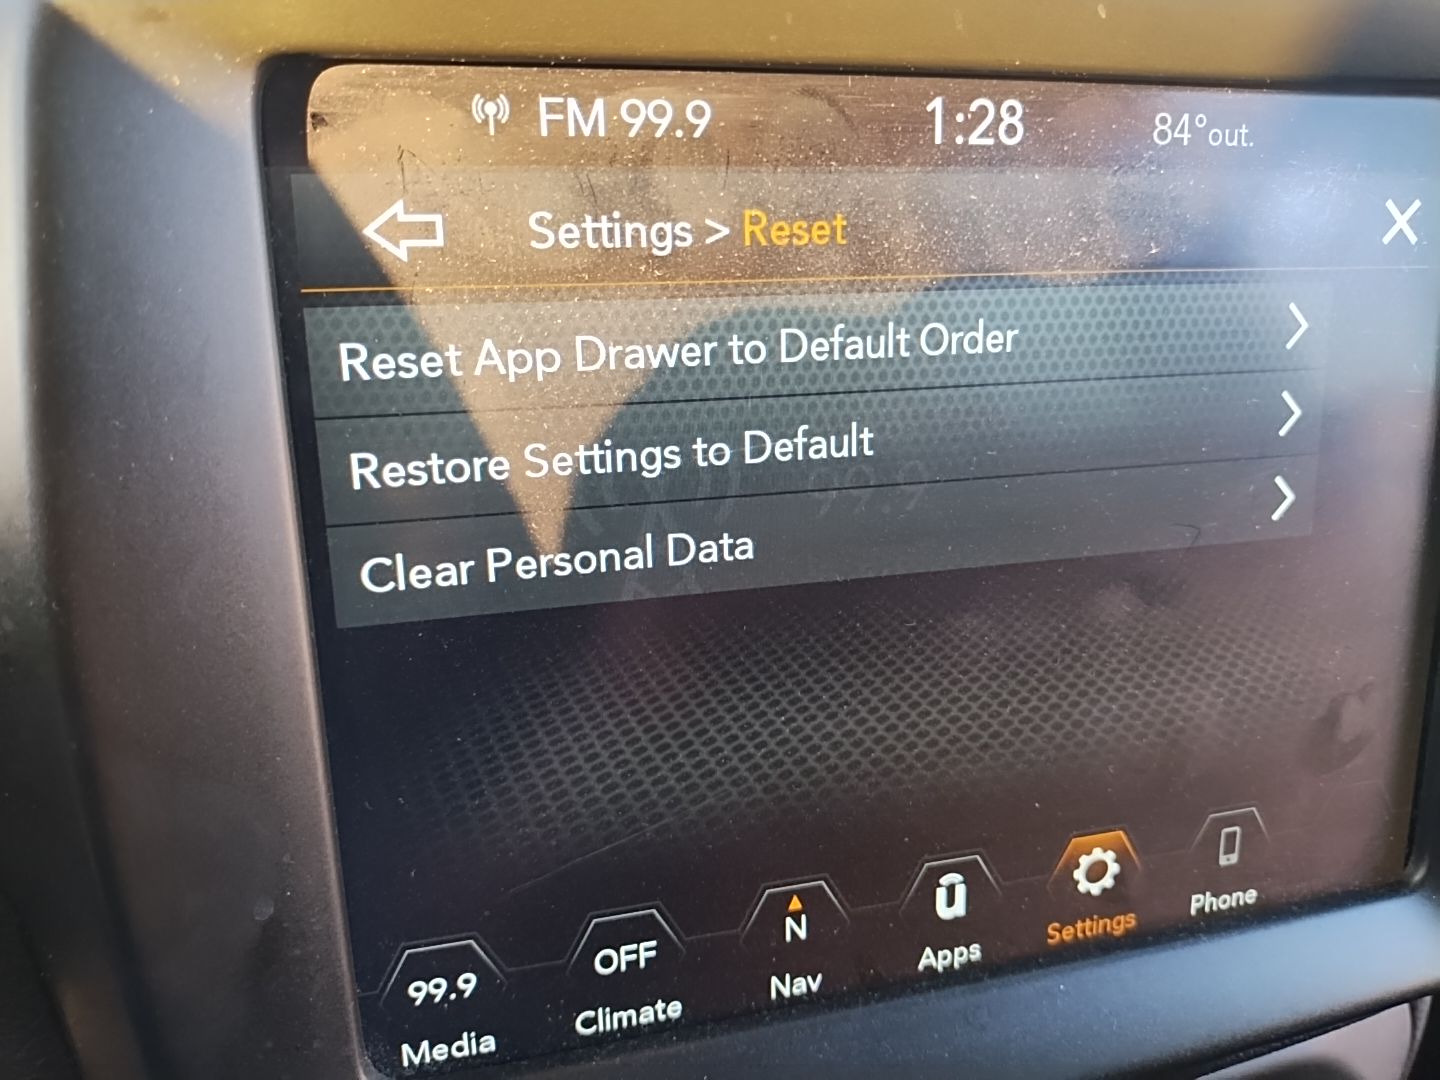 FM 99.9 1:28 84°out.
Settings > Reset X
Reset App Drawer to Default Order
Restore Settings to Default
Clear Personal Data
99.9 OFF N u
Media Climate Nav Apps Settings Phone